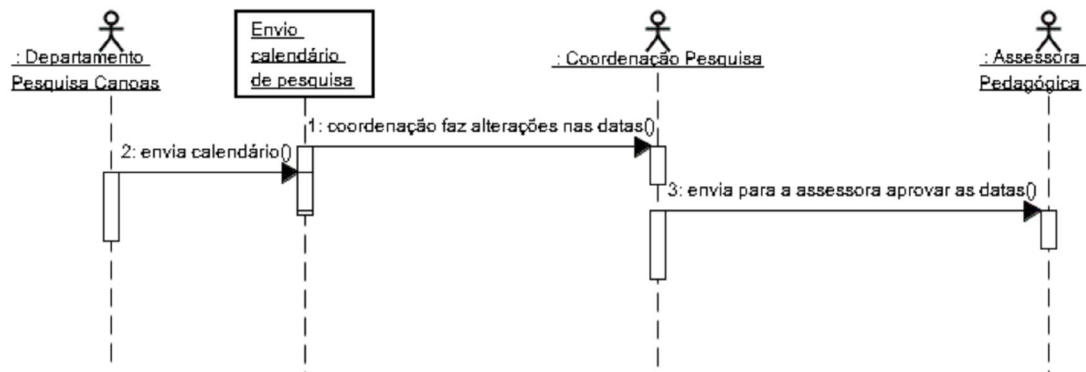 : Departamento
Pesquisa Canoas
Envio
calendário
de pesquisa
: Coordenação Pesquisa
: Assessora
Pedagógica
1: coordenação faz alterações nas datas()
2: envia calendário()
3: envia para a assessora aprovar as datas()